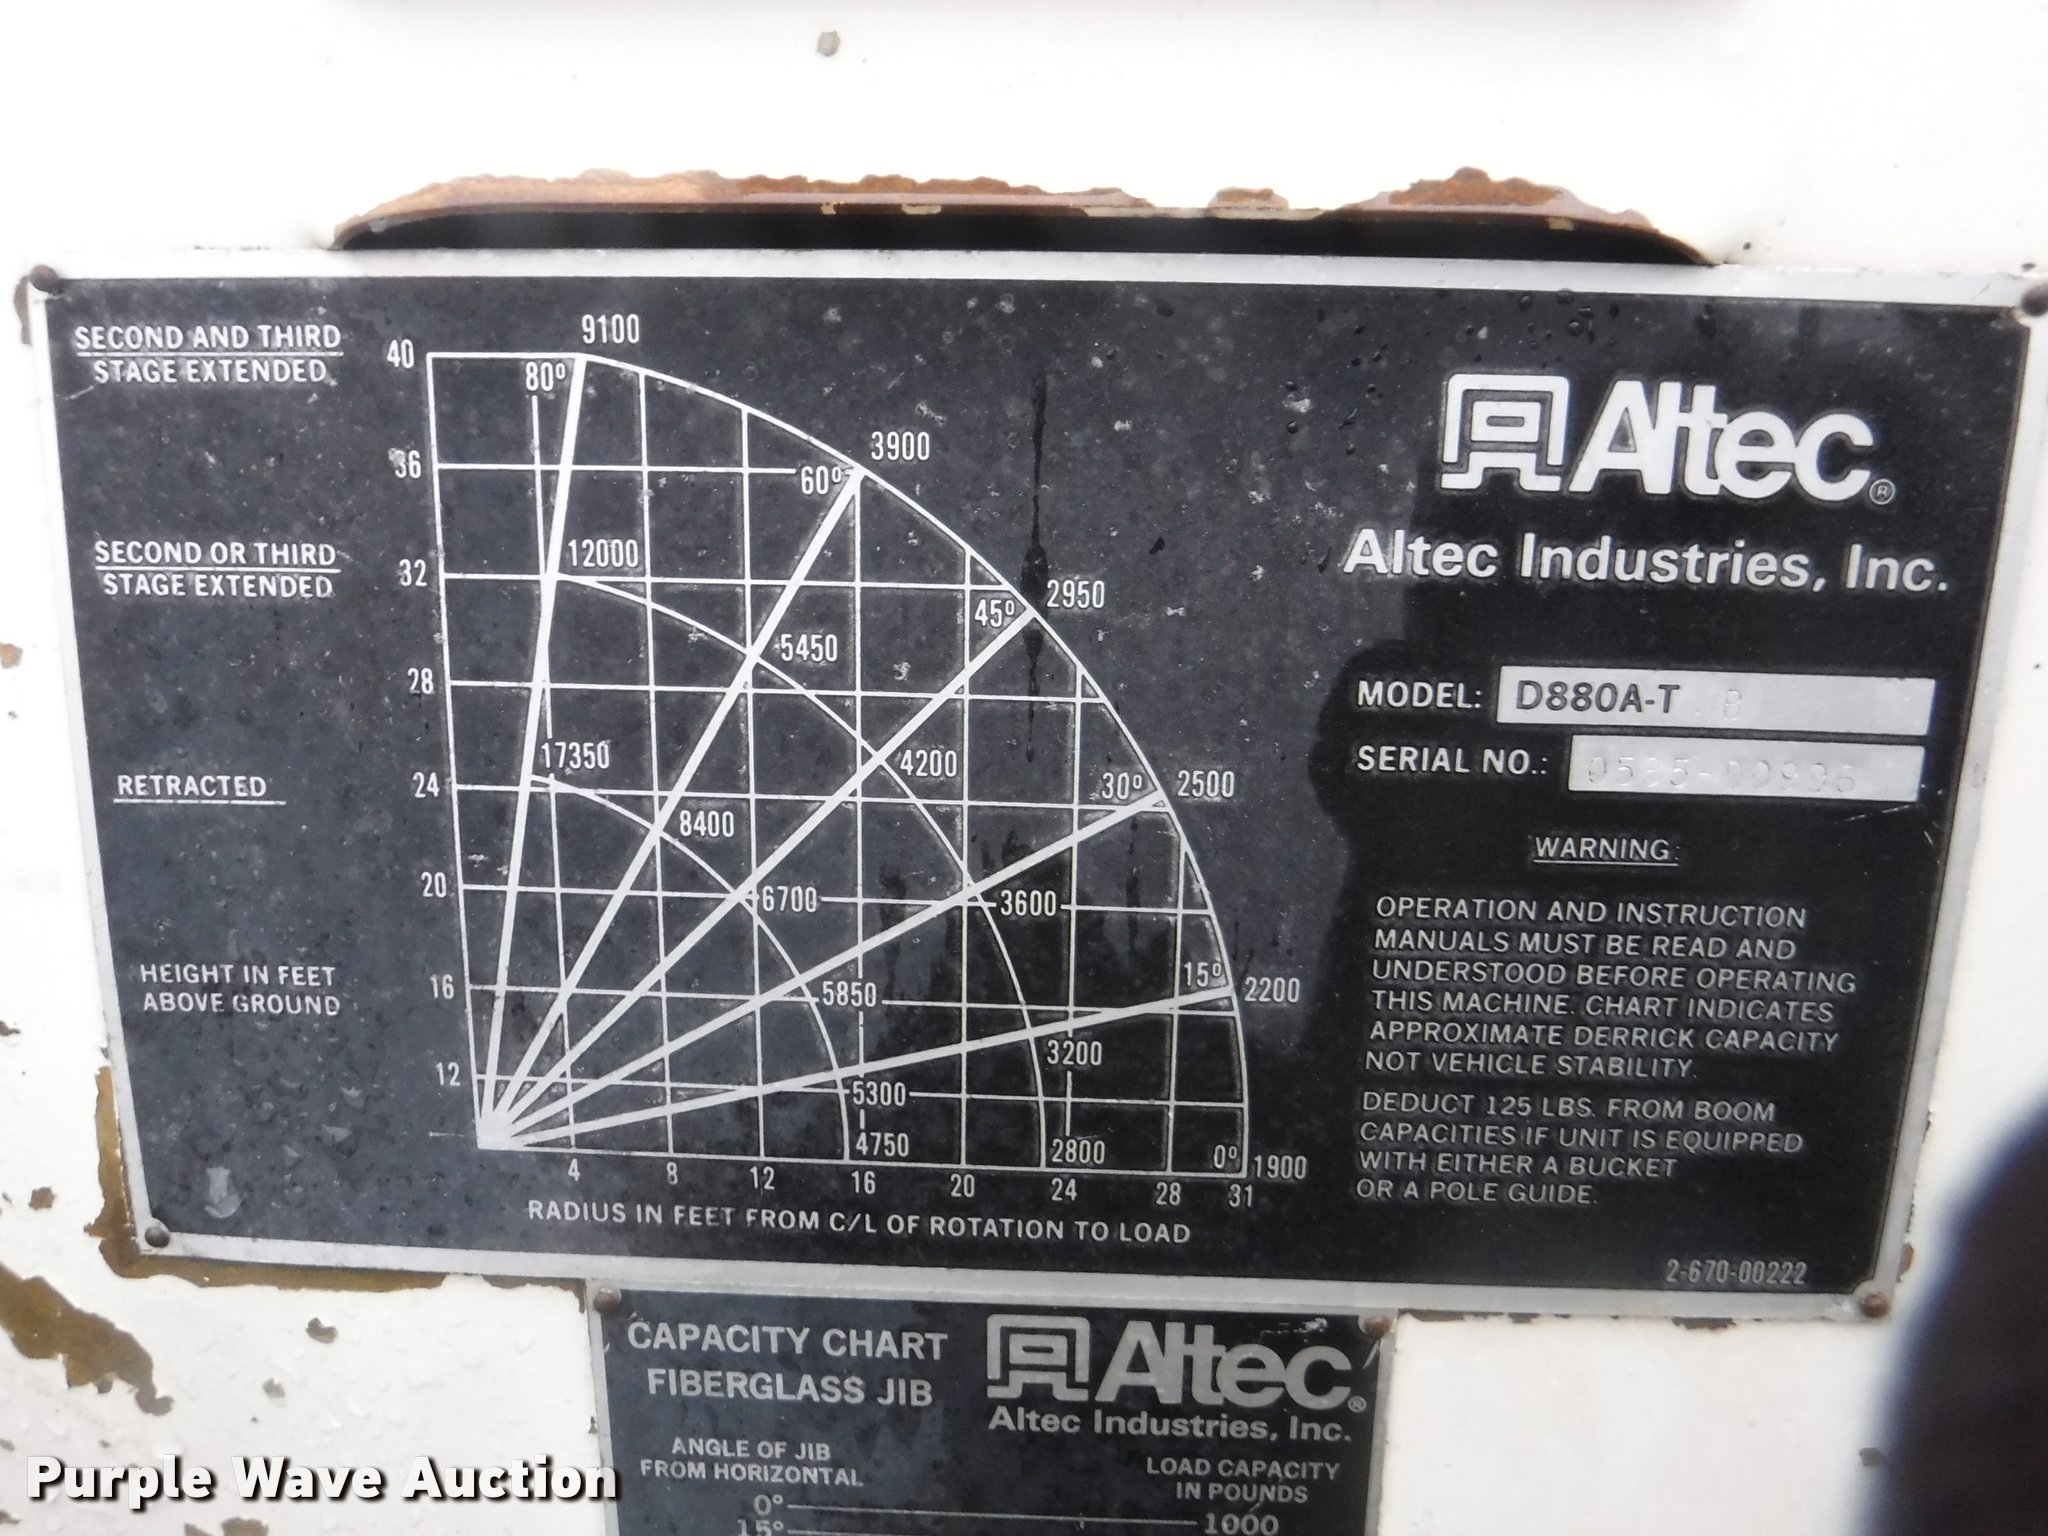 SECOND AND THIRD
STAGE EXTENDED
SECOND OR THIRD
STAGE EXTENDED
RETRACTED
HEIGHT IN FEET
ABOVE GROUND
40
36
32
28
24
20
16
12
9100
80°
3900
60°
12000
2950
45°
5450
17350
4200
2500
30°
8400
6700
3600
15°
2200
5850
3200
5300
4750
2800
0°
1900
4 8 12 16 20 24 28 31
RADIUS IN FEET FROM C/L OF ROTATION TO LOAD
Altec®
Altec Industries, Inc.
MODEL: D880A-T B
SERIAL NO.: 0585-
WARNING:
OPERATION AND INSTRUCTION
MANUALS MUST BE READ AND
UNDERSTOOD BEFORE OPERATING
THIS MACHINE. CHART INDICATES
APPROXIMATE DERRICK CAPACITY
NOT VEHICLE STABILITY.
DEDUCT 125 LBS. FROM BOOM
CAPACITIES IF UNIT IS EQUIPPED
WITH EITHER A BUCKET
OR A POLE GUIDE.
2-670-00222
CAPACITY CHART
FIBERGLASS JIB
Altec®
Altec Industries, Inc.
ANGLE OF JIB
FROM HORIZONTAL
LOAD CAPACITY
IN POUNDS
0° 1000
15°
Purple Wave Auction